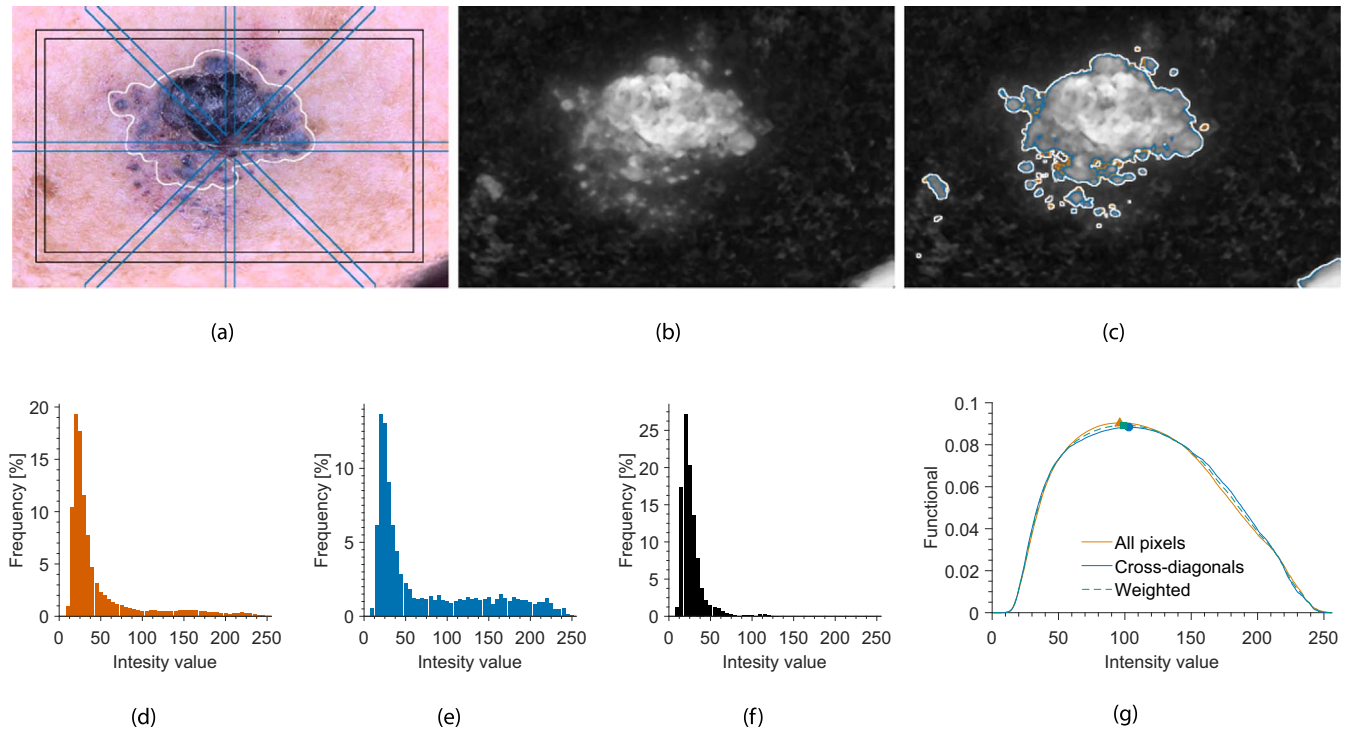 (a)
(b)
(c)
20
15
10
5
0
Frequency [%]
0 50 100 150 200 250
Intesity value
(d)
10
5
0
Frequency [%]
0 50 100 150 200 250
Intesity value
(e)
25
20
15
10
5
0
Frequency [%]
0 50 100 150 200 250
Intesity value
(f)
0.1
0.08
0.06
0.04
0.02
0
Functional
All pixels
Cross-diagonals
Weighted
0 50 100 150 200 250
Intensity value
(g)